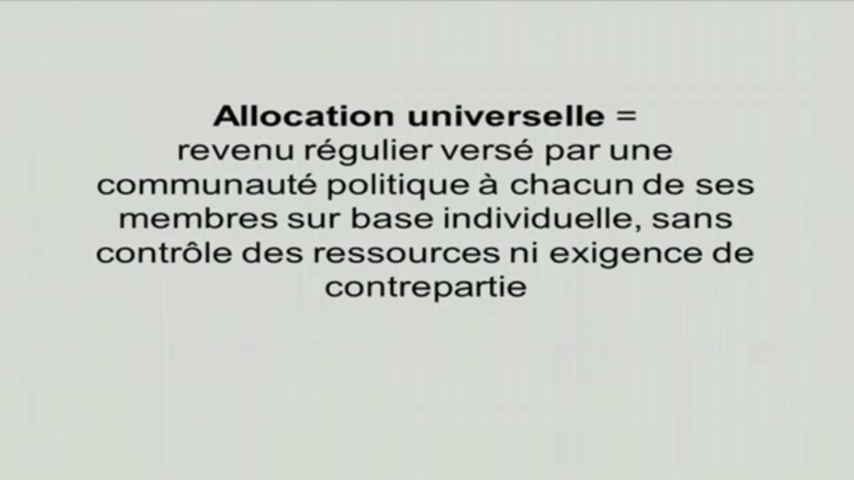 Allocation universelle =
revenu régulier versé par une
communauté politique à chacun de ses
membres sur base individuelle, sans
contrôle des ressources ni exigence de
contrepartie